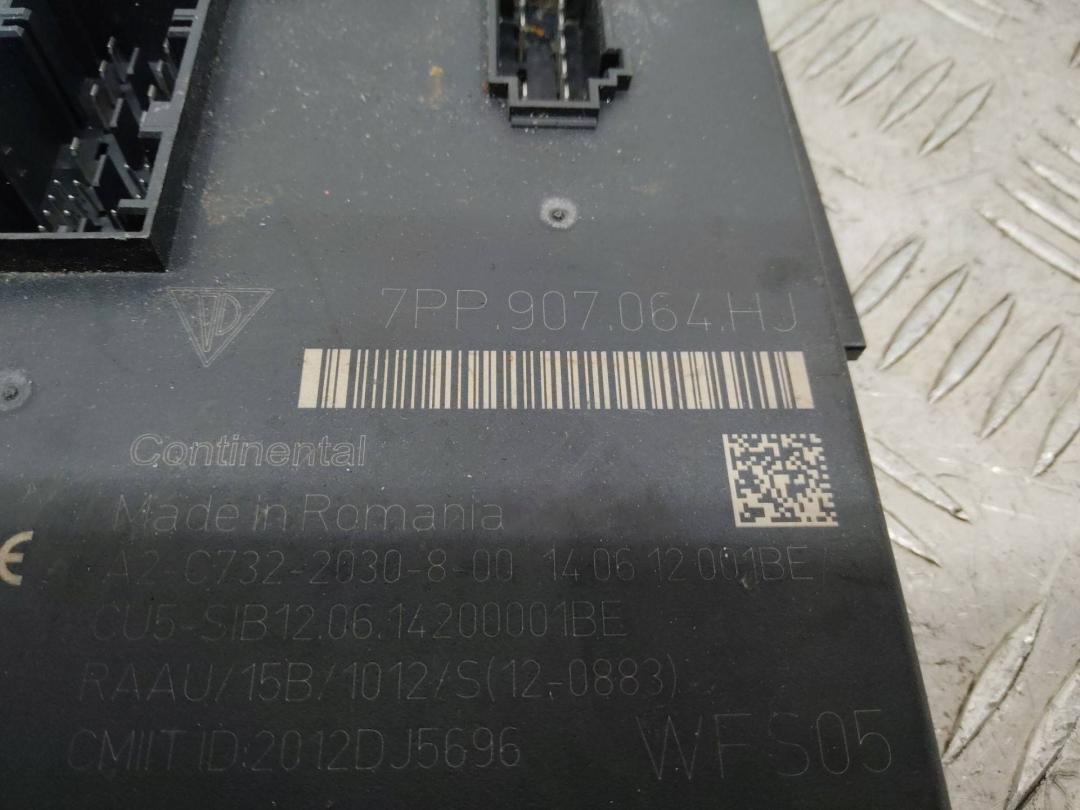 7PP.907.064.HJ
Continental
Made in Romania
CE
A2-C732-2030-8-00 14 06 12 001BE
CU5-SIB12.06.14200001BE
RAAU/15B/1012/S(12-0883)
CMIIT ID:2012DJ5696
WFS05